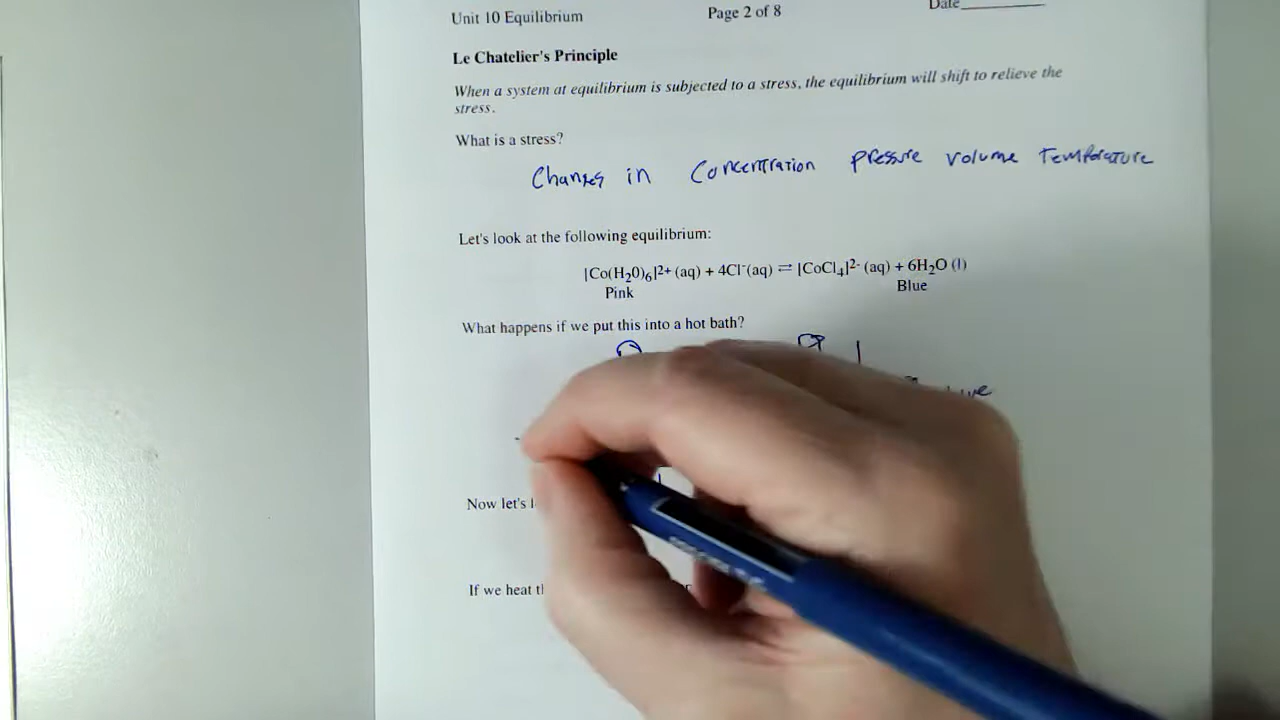 Unit 10 Equilibrium Page 2 of 8 Date
Le Chatelier's Principle
When a system at equilibrium is subjected to a stress, the equilibrium will shift to relieve the
stress.
What is a stress?
Changes in Concentration pressure volume Temperature
Let's look at the following equilibrium:
[Co(H₂0)₆]²⁺ (aq) + 4Cl⁻(aq) ⇌ [CoCl₄]²⁻ (aq) + 6H₂O (l)
Pink Blue
What happens if we put this into a hot bath?
Now let's
If we heat